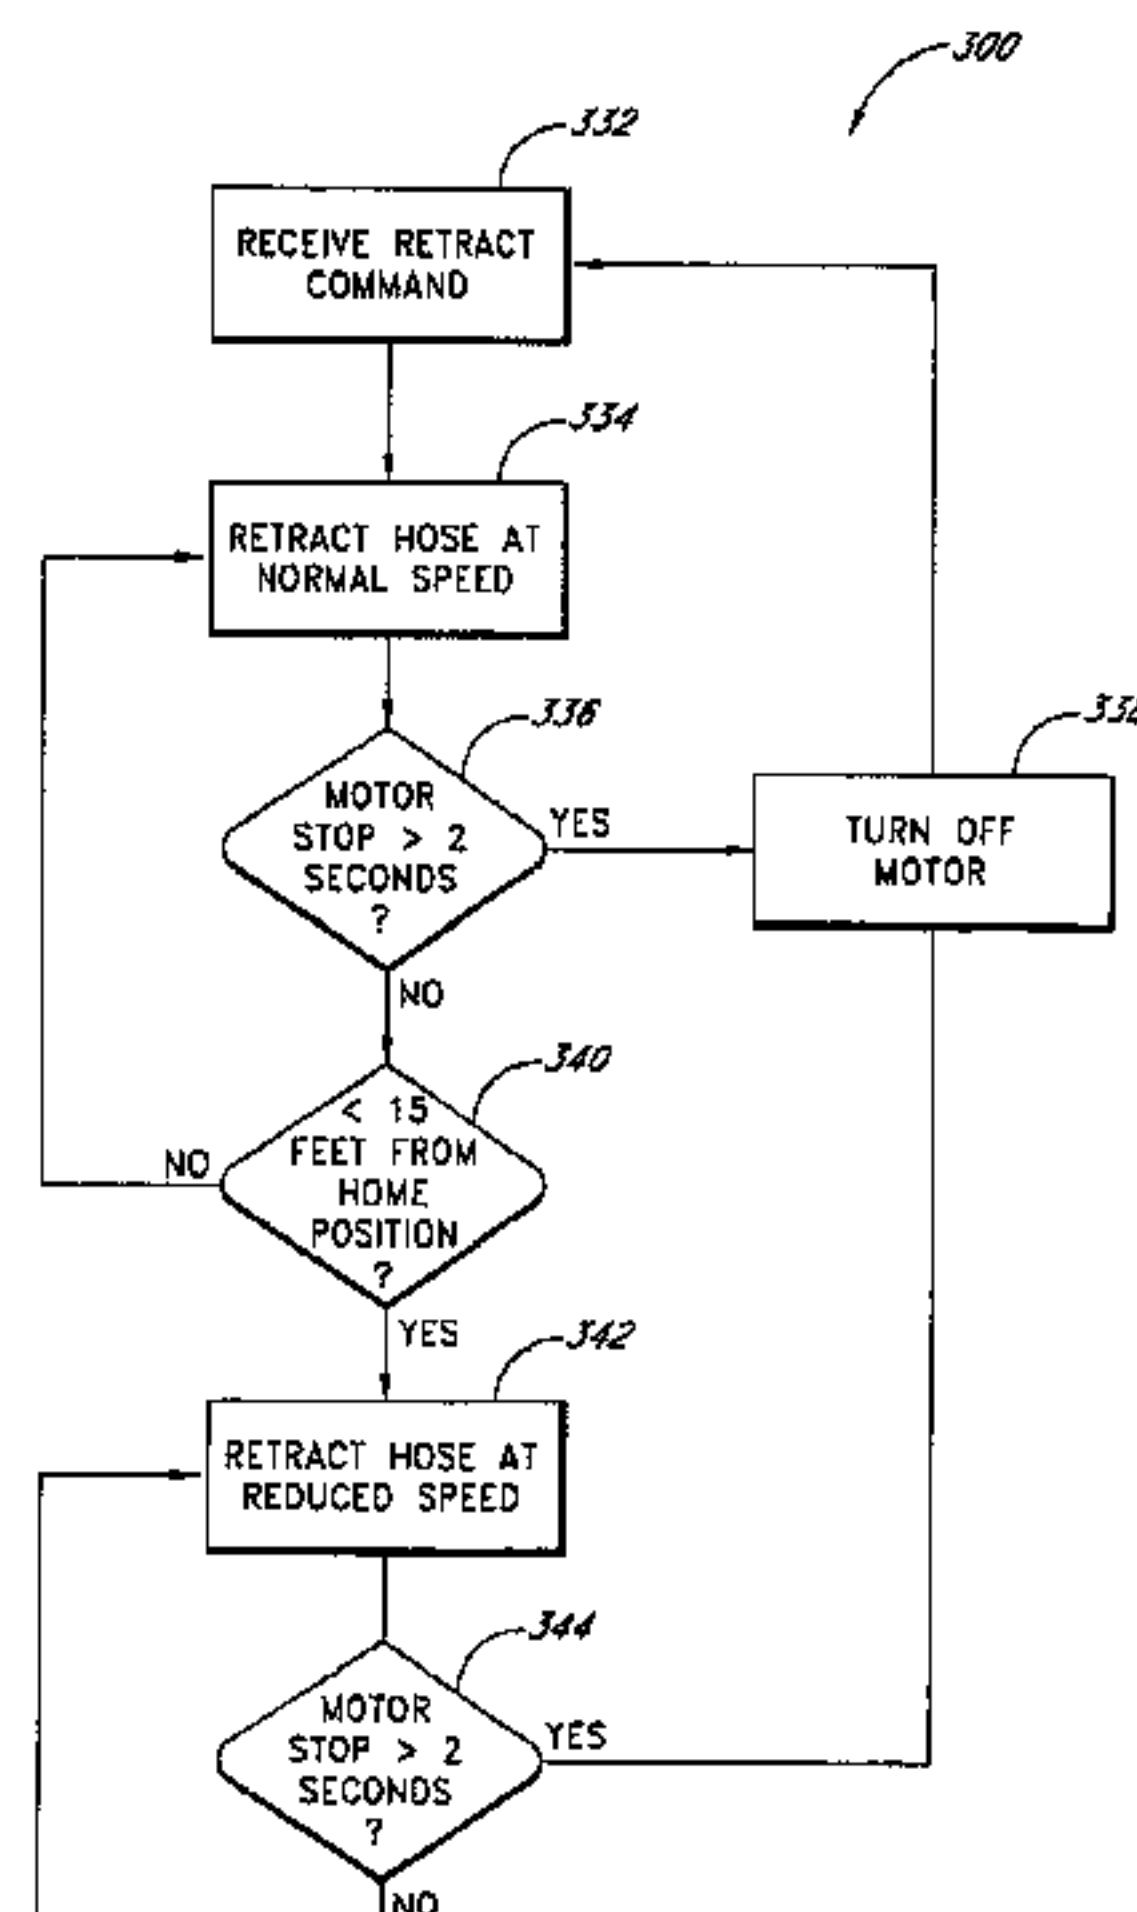 300
332
RECEIVE RETRACT
COMMAND
334
RETRACT HOSE AT
NORMAL SPEED
336
MOTOR
STOP > 2
SECONDS
?
YES
338
TURN OFF
MOTOR
NO
340
< 15
FEET FROM
HOME
POSITION
?
NO
YES
342
RETRACT HOSE AT
REDUCED SPEED
344
MOTOR
STOP > 2
SECONDS
?
YES
NO